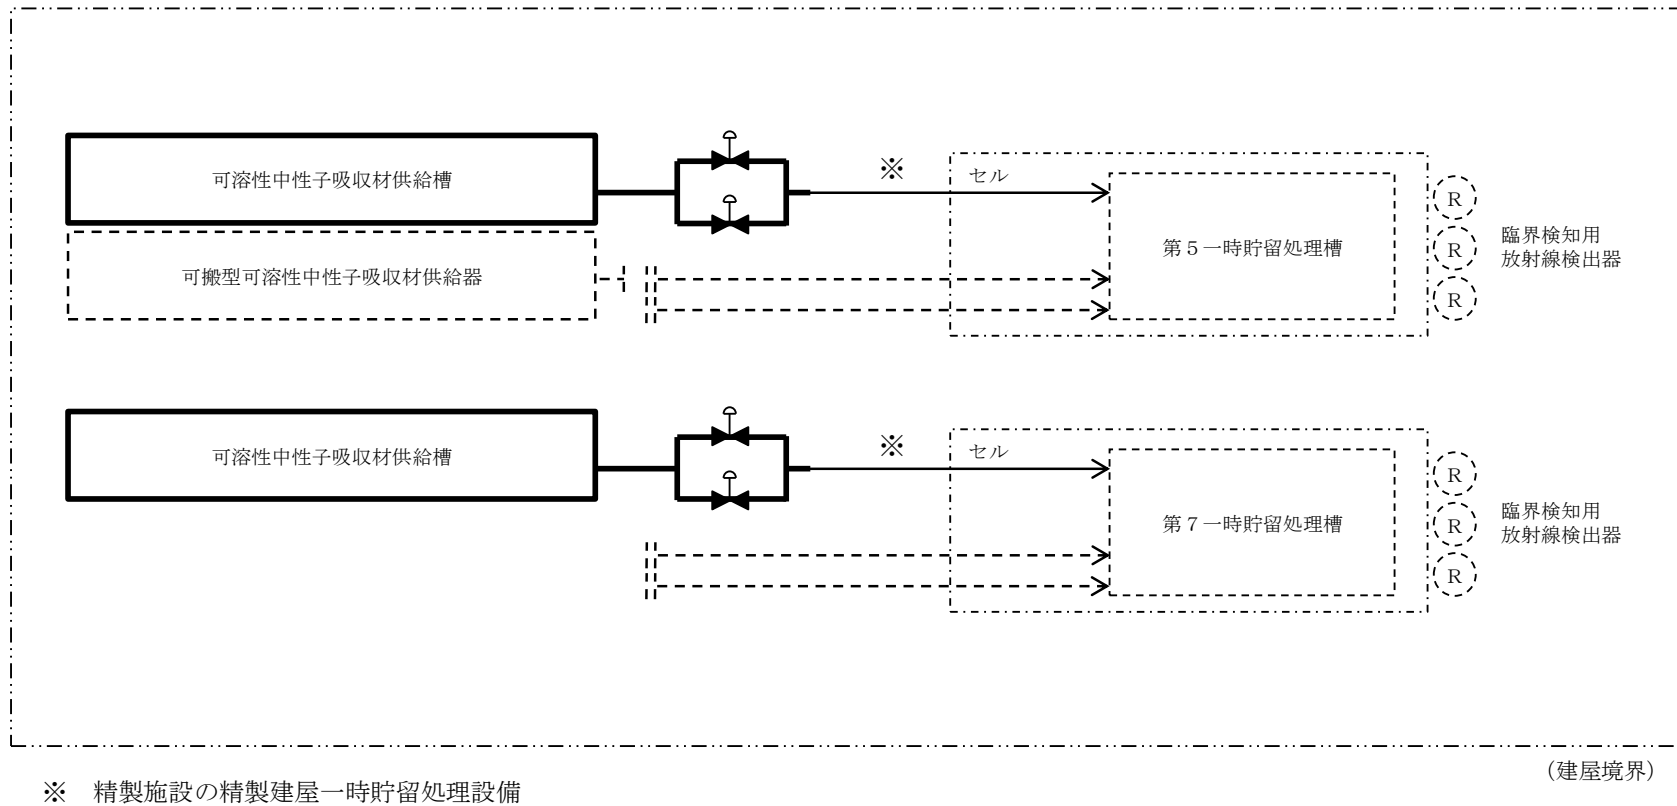 可溶性中性子吸収材供給槽
※
セル
第５一時貯留処理槽
Ｒ
Ｒ
Ｒ
臨界検知用
放射線検出器
可搬型可溶性中性子吸収材供給器
可溶性中性子吸収材供給槽
※
セル
第７一時貯留処理槽
Ｒ
Ｒ
Ｒ
臨界検知用
放射線検出器
（建屋境界）
※　精製施設の精製建屋一時貯留処理設備